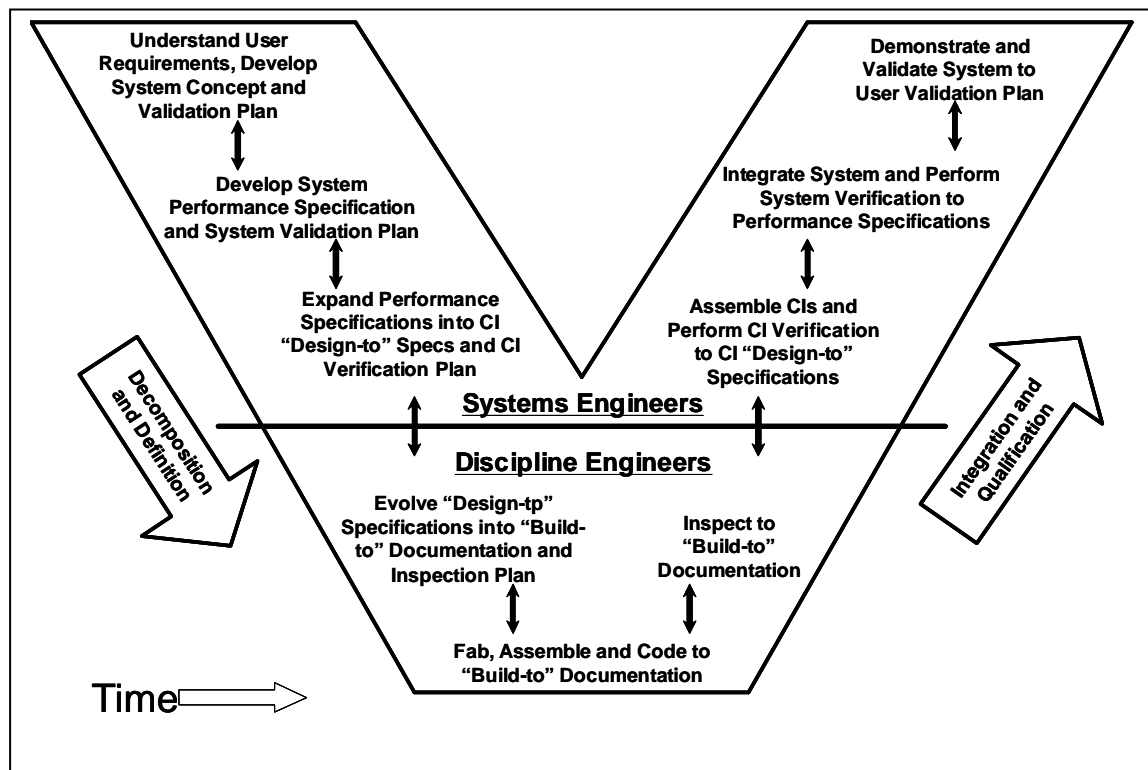 Understand User
Requirements, Develop
System Concept and
Validation Plan
Develop System
Performance Specification
and System Validation Plan
Expand Performance
Specifications into CI
“Design-to” Specs and CI
Verification Plan
Decomposition
and Definition
Systems Engineers
Discipline Engineers
Evolve “Design-tp”
Specifications into “Build-
to” Documentation and
Inspection Plan
Fab, Assemble and Code to
“Build-to” Documentation
Inspect to
“Build-to”
Documentation
Assemble CIs and
Perform CI Verification
to CI “Design-to”
Specifications
Integrate System and Perform
System Verification to
Performance Specifications
Demonstrate and
Validate System to
User Validation Plan
Integration and
Qualification
Time